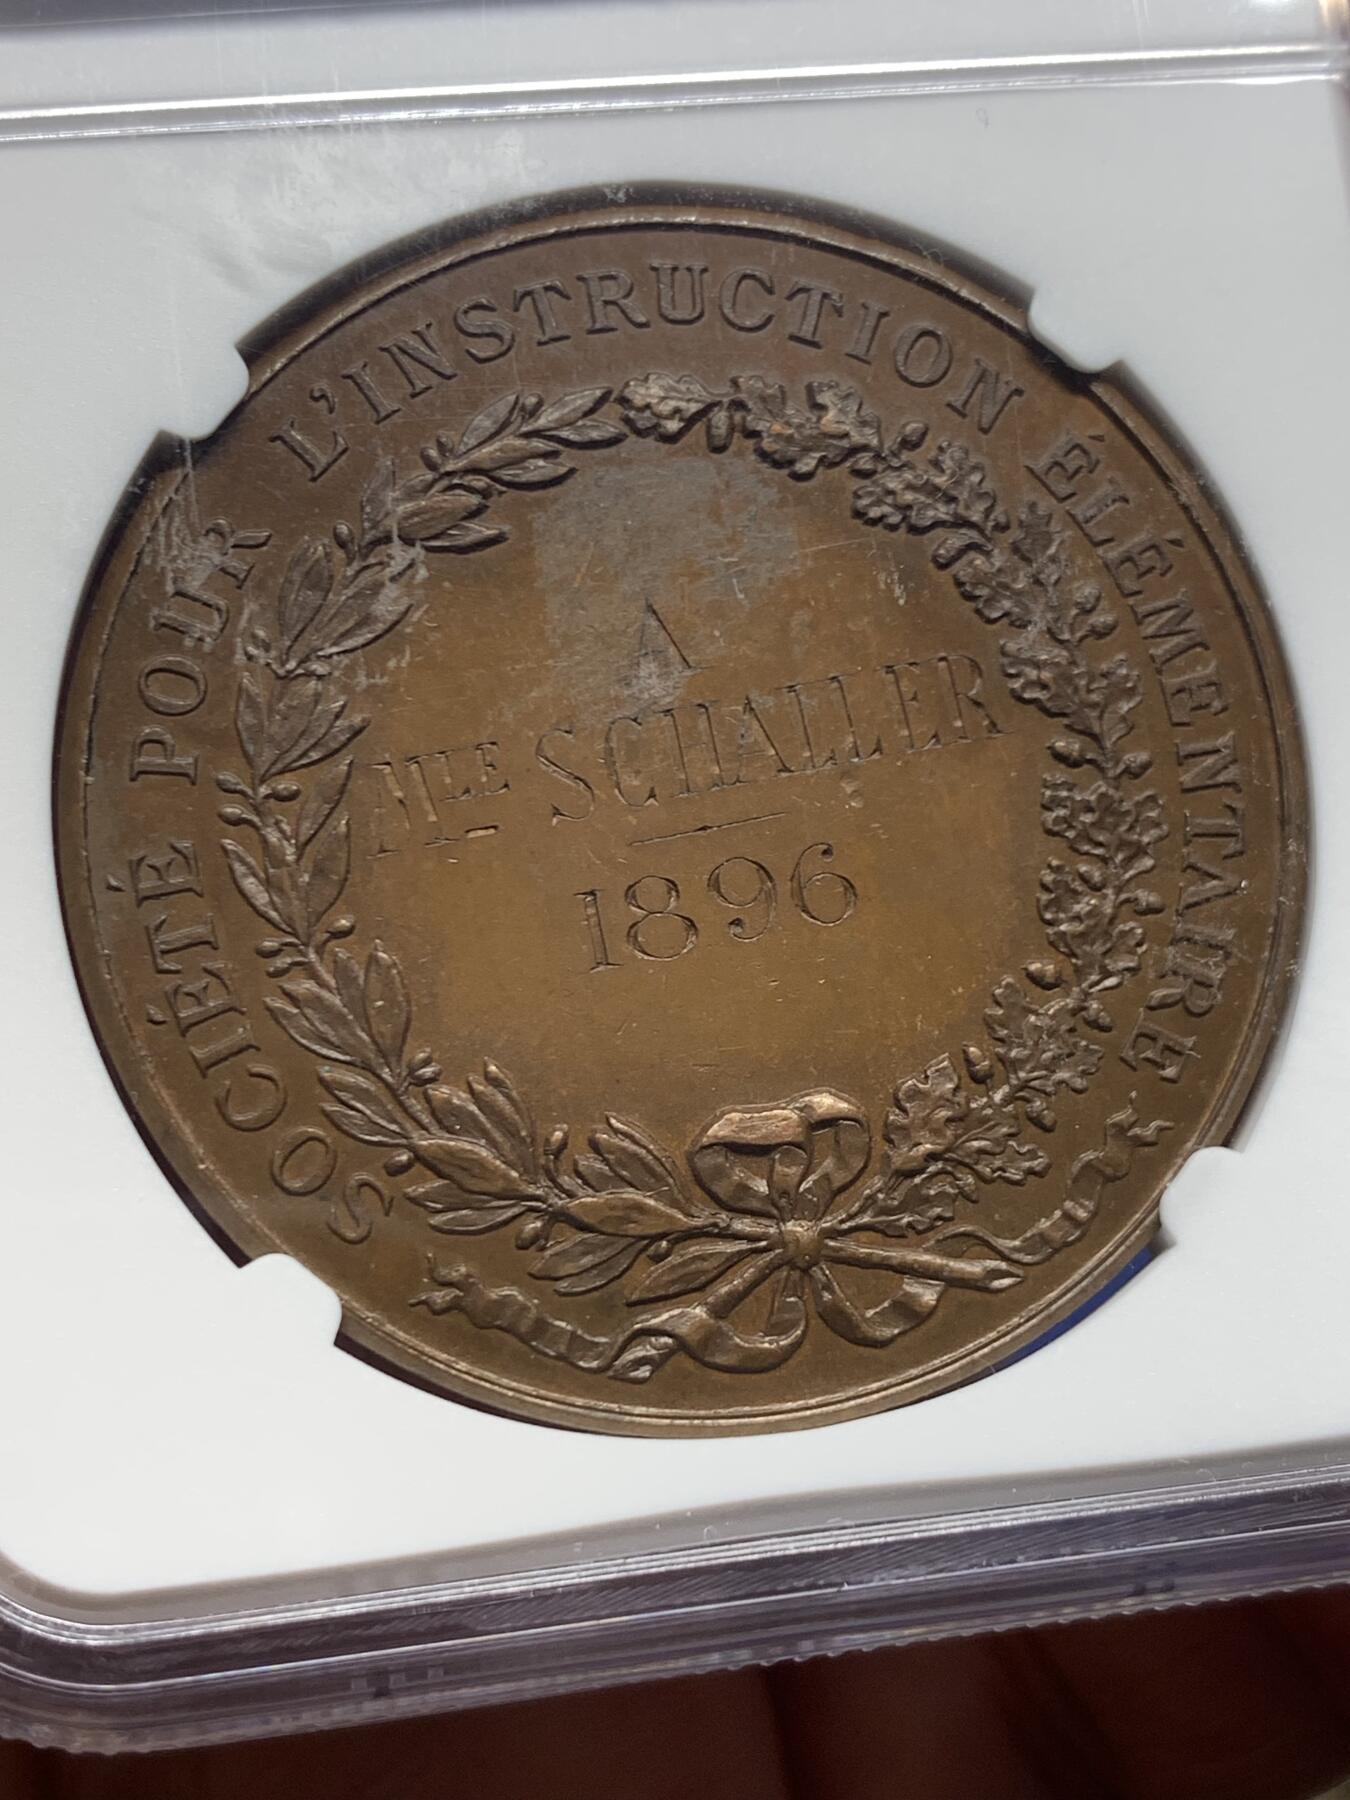 SOCIÉTÉ POUR L'INSTRUCTION ÉLÉMENTAIRE
A
MLLE SCHALLER
1896